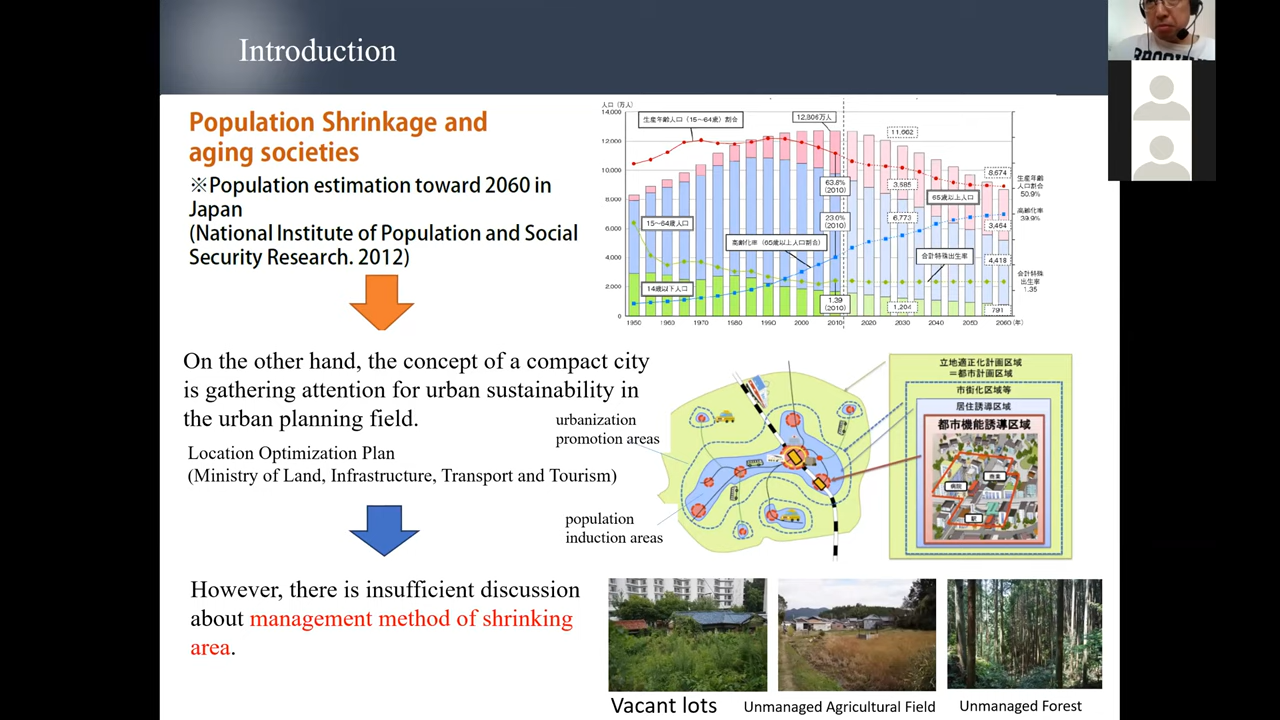 Introduction
Population Shrinkage and
aging societies
※Population estimation toward 2060 in
Japan
(National Institute of Population and Social
Security Research. 2012)
On the other hand, the concept of a compact city
is gathering attention for urban sustainability in
the urban planning field.
Location Optimization Plan
(Ministry of Land, Infrastructure, Transport and Tourism)
However, there is insufficient discussion
about management method of shrinking
area.
人口(万人)
14,000
12,000
10,000
8,000
6,000
4,000
2,000
0
生産年齢人口(15~64歳)割合
12,806万人
11,662
8,674
63.8%
(2010)
3,685
65歳以上人口
生産年齢
人口割合
50.9%
15~64歳人口
23.0%
(2010)
6,773
3,464
高齢化率
39.9%
高齢化率(65歳以上人口割合)
合計特殊出生率
4,418
14歳以下人口
1.39
(2010)
1,204
791
合計特殊
出生率
1.35
1950 1960 1970 1980 1990 2000 2010 2020 2030 2040 2050 2060(年)
urbanization
promotion areas
population
induction areas
立地適正化計画区域
=都市計画区域
市街化区域等
居住誘導区域
都市機能誘導区域
病院
商業
駅
Vacant lots
Unmanaged Agricultural Field
Unmanaged Forest